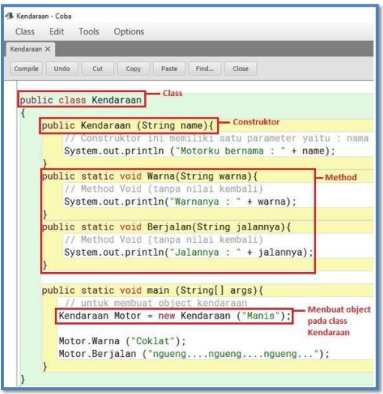 Kendaraan - Coba
Class Edit Tools Options
Kendaraan X
Compile Undo Cut Copy Paste Find... Close
public class Kendaraan Class
{
public Kendaraan (String name){ Construktor
// Construktor ini memiliki satu parameter yaitu : nama
System.out.println ("Motorku bernama : " + name);
}
public static void Warna(String warna){ Method
// Method Void (tanpa nilai kembali)
System.out.println("Warnanya : " + warna);
}
public static void Berjalan(String jalannya){
// Method Void (tanpa nilai kembali)
System.out.println("Jalannya : " + jalannya);
}
public static void main (String[] args){
// untuk membuat object kendaraan
Kendaraan Motor = new Kendaraan ("Manis"); Menbuat object
pada class
Kendaraan
Motor.Warna ("Coklat");
Motor.Berjalan ("ngueng....ngueng....ngueng...");
}
}